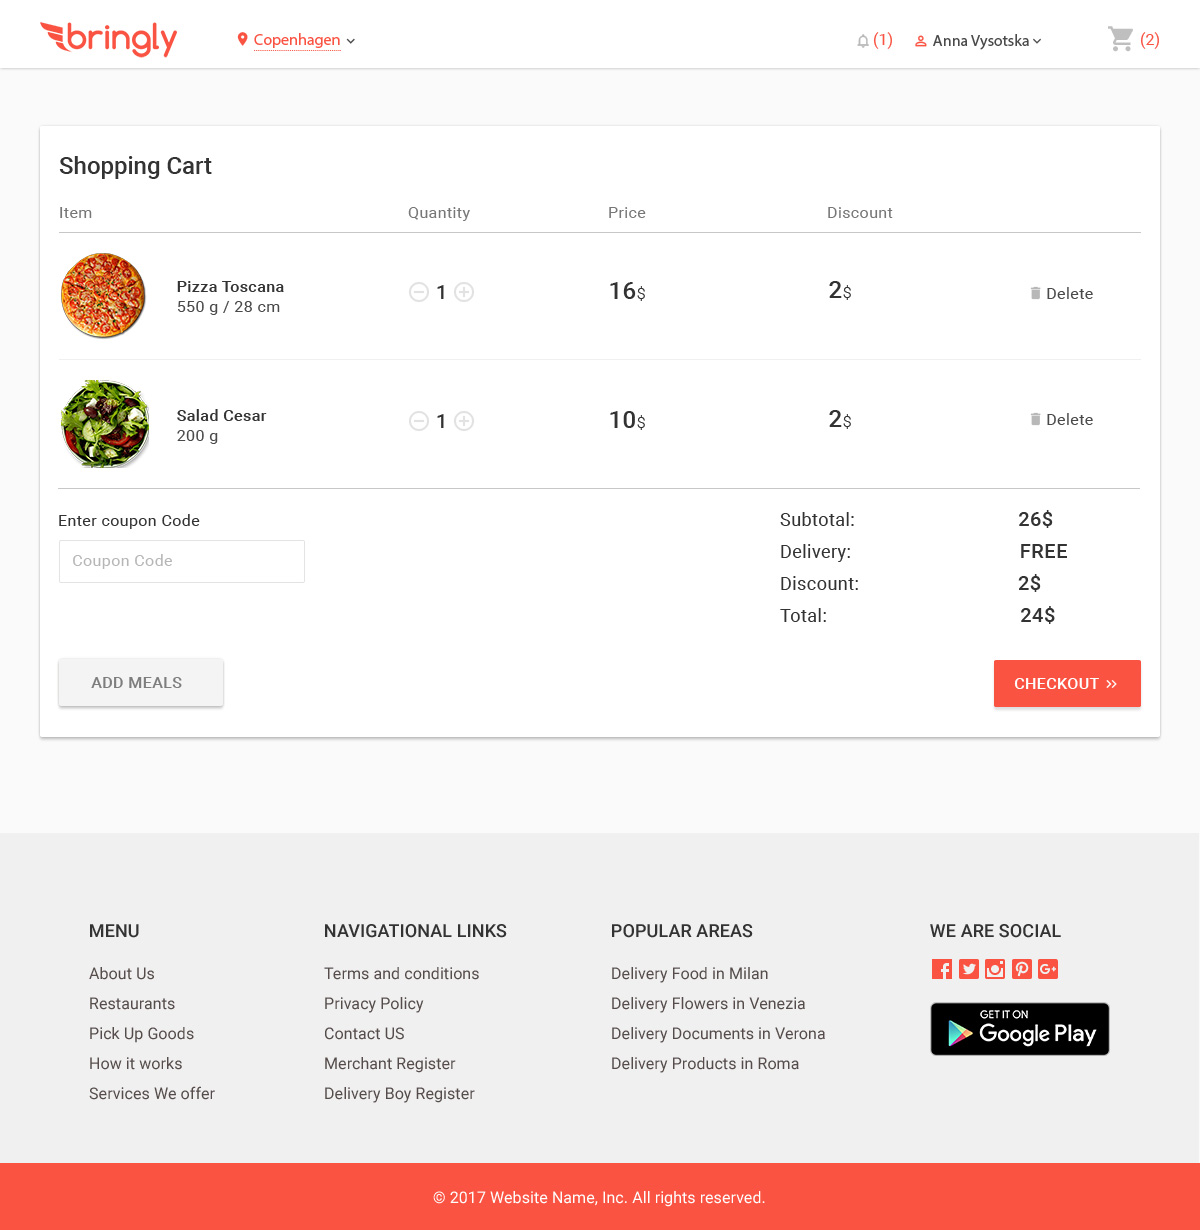 bringly
Copenhagen
(1)
Anna Vysotska
(2)
Shopping Cart
Item Quantity Price Discount
Pizza Toscana
550 g / 28 cm
1
16$
2$
Delete
Salad Cesar
200 g
1
10$
2$
Delete
Enter coupon Code
Coupon Code
Subtotal: 26$
Delivery: FREE
Discount: 2$
Total: 24$
ADD MEALS
CHECKOUT »
MENU
About Us
Restaurants
Pick Up Goods
How it works
Services We offer
NAVIGATIONAL LINKS
Terms and conditions
Privacy Policy
Contact US
Merchant Register
Delivery Boy Register
POPULAR AREAS
Delivery Food in Milan
Delivery Flowers in Venezia
Delivery Documents in Verona
Delivery Products in Roma
WE ARE SOCIAL
GET IT ON
Google Play
© 2017 Website Name, Inc. All rights reserved.